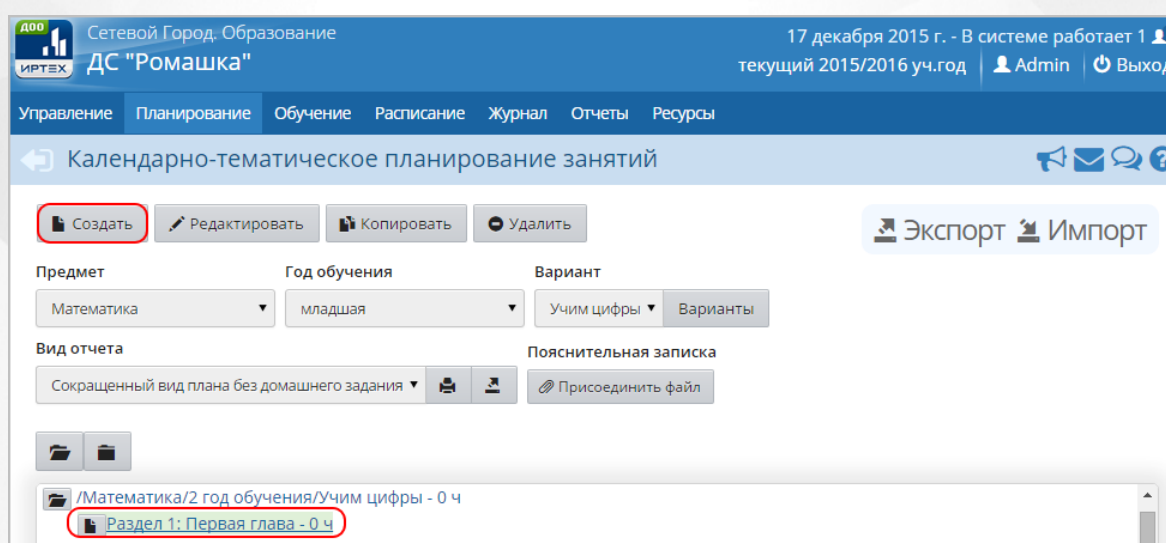 ДОО
ИРТЕХ
Сетевой Город. Образование
ДС "Ромашка"
17 декабря 2015 г. - В системе работает 1
текущий 2015/2016 уч.год Admin Выход
Управление Планирование Обучение Расписание Журнал Отчеты Ресурсы
Календарно-тематическое планирование занятий
Создать Редактировать Копировать Удалить
Экспорт Импорт
Предмет Год обучения Вариант
Математика младшая Учим цифры Варианты
Вид отчета Пояснительная записка
Сокращенный вид плана без домашнего задания Присоединить файл
/Математика/2 год обучения/Учим цифры - 0 ч
Раздел 1: Первая глава - 0 ч